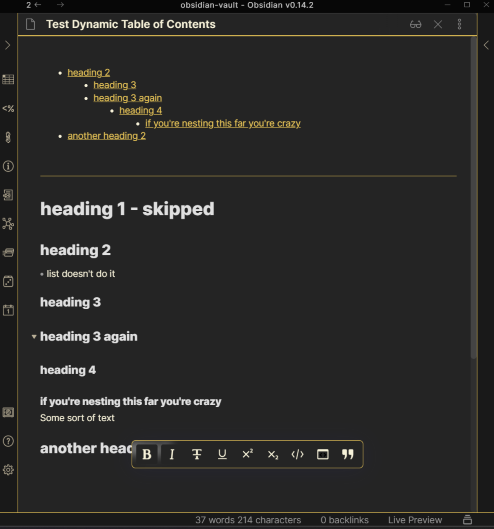 2
obsidian-vault - Obsidian v0.14.2
Test Dynamic Table of Contents
heading 2
heading 3
heading 3 again
heading 4
if you're nesting this far you're crazy
another heading 2
heading 1 - skipped
heading 2
list doesn't do it
heading 3
heading 3 again
heading 4
if you're nesting this far you're crazy
Some sort of text
another head
B I T U X² X₂ </>
37 words 214 characters 0 backlinks Live Preview